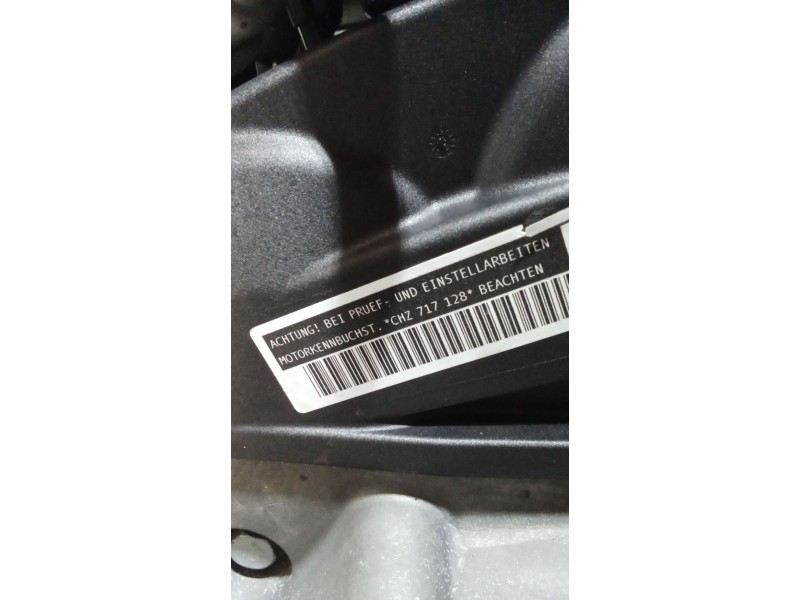 ACHTUNG! BEI PRUEF- UND EINSTELLARBEITEN
MOTORKENNBUCHST. *CHZ 717 128* BEACHTEN